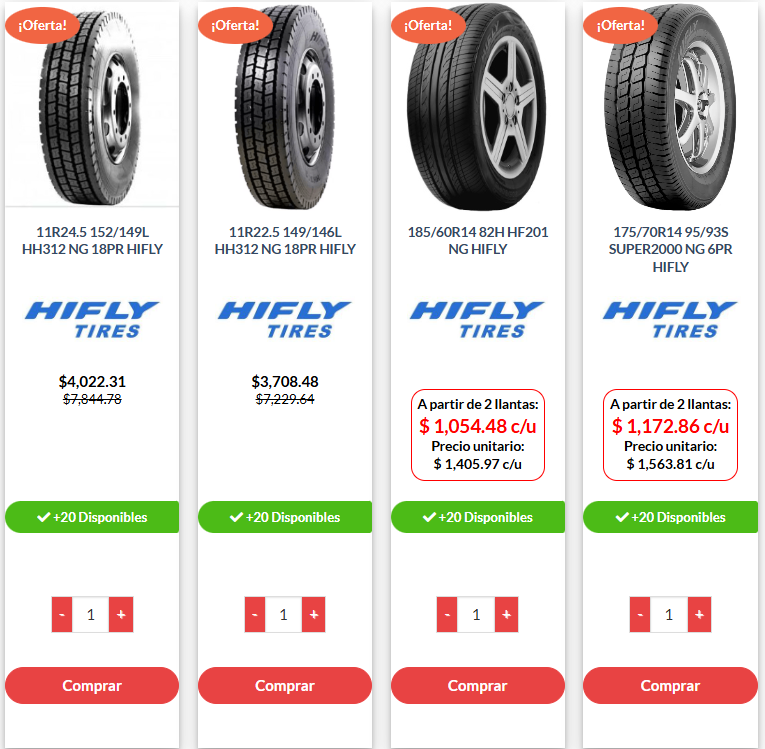 ¡Oferta!
11R24.5 152/149L
HH312 NG 18PR HIFLY
HIFLY
TIRES
$4,022.31
$7,844.78
+20 Disponibles
- 1 +
Comprar
¡Oferta!
11R22.5 149/146L
HH312 NG 18PR HIFLY
HIFLY
TIRES
$3,708.48
$7,229.64
+20 Disponibles
- 1 +
Comprar
¡Oferta!
185/60R14 82H HF201
NG HIFLY
HIFLY
TIRES
A partir de 2 llantas:
$ 1,054.48 c/u
Precio unitario:
$ 1,405.97 c/u
+20 Disponibles
- 1 +
Comprar
¡Oferta!
175/70R14 95/93S
SUPER2000 NG 6PR
HIFLY
HIFLY
TIRES
A partir de 2 llantas:
$ 1,172.86 c/u
Precio unitario:
$ 1,563.81 c/u
+20 Disponibles
- 1 +
Comprar